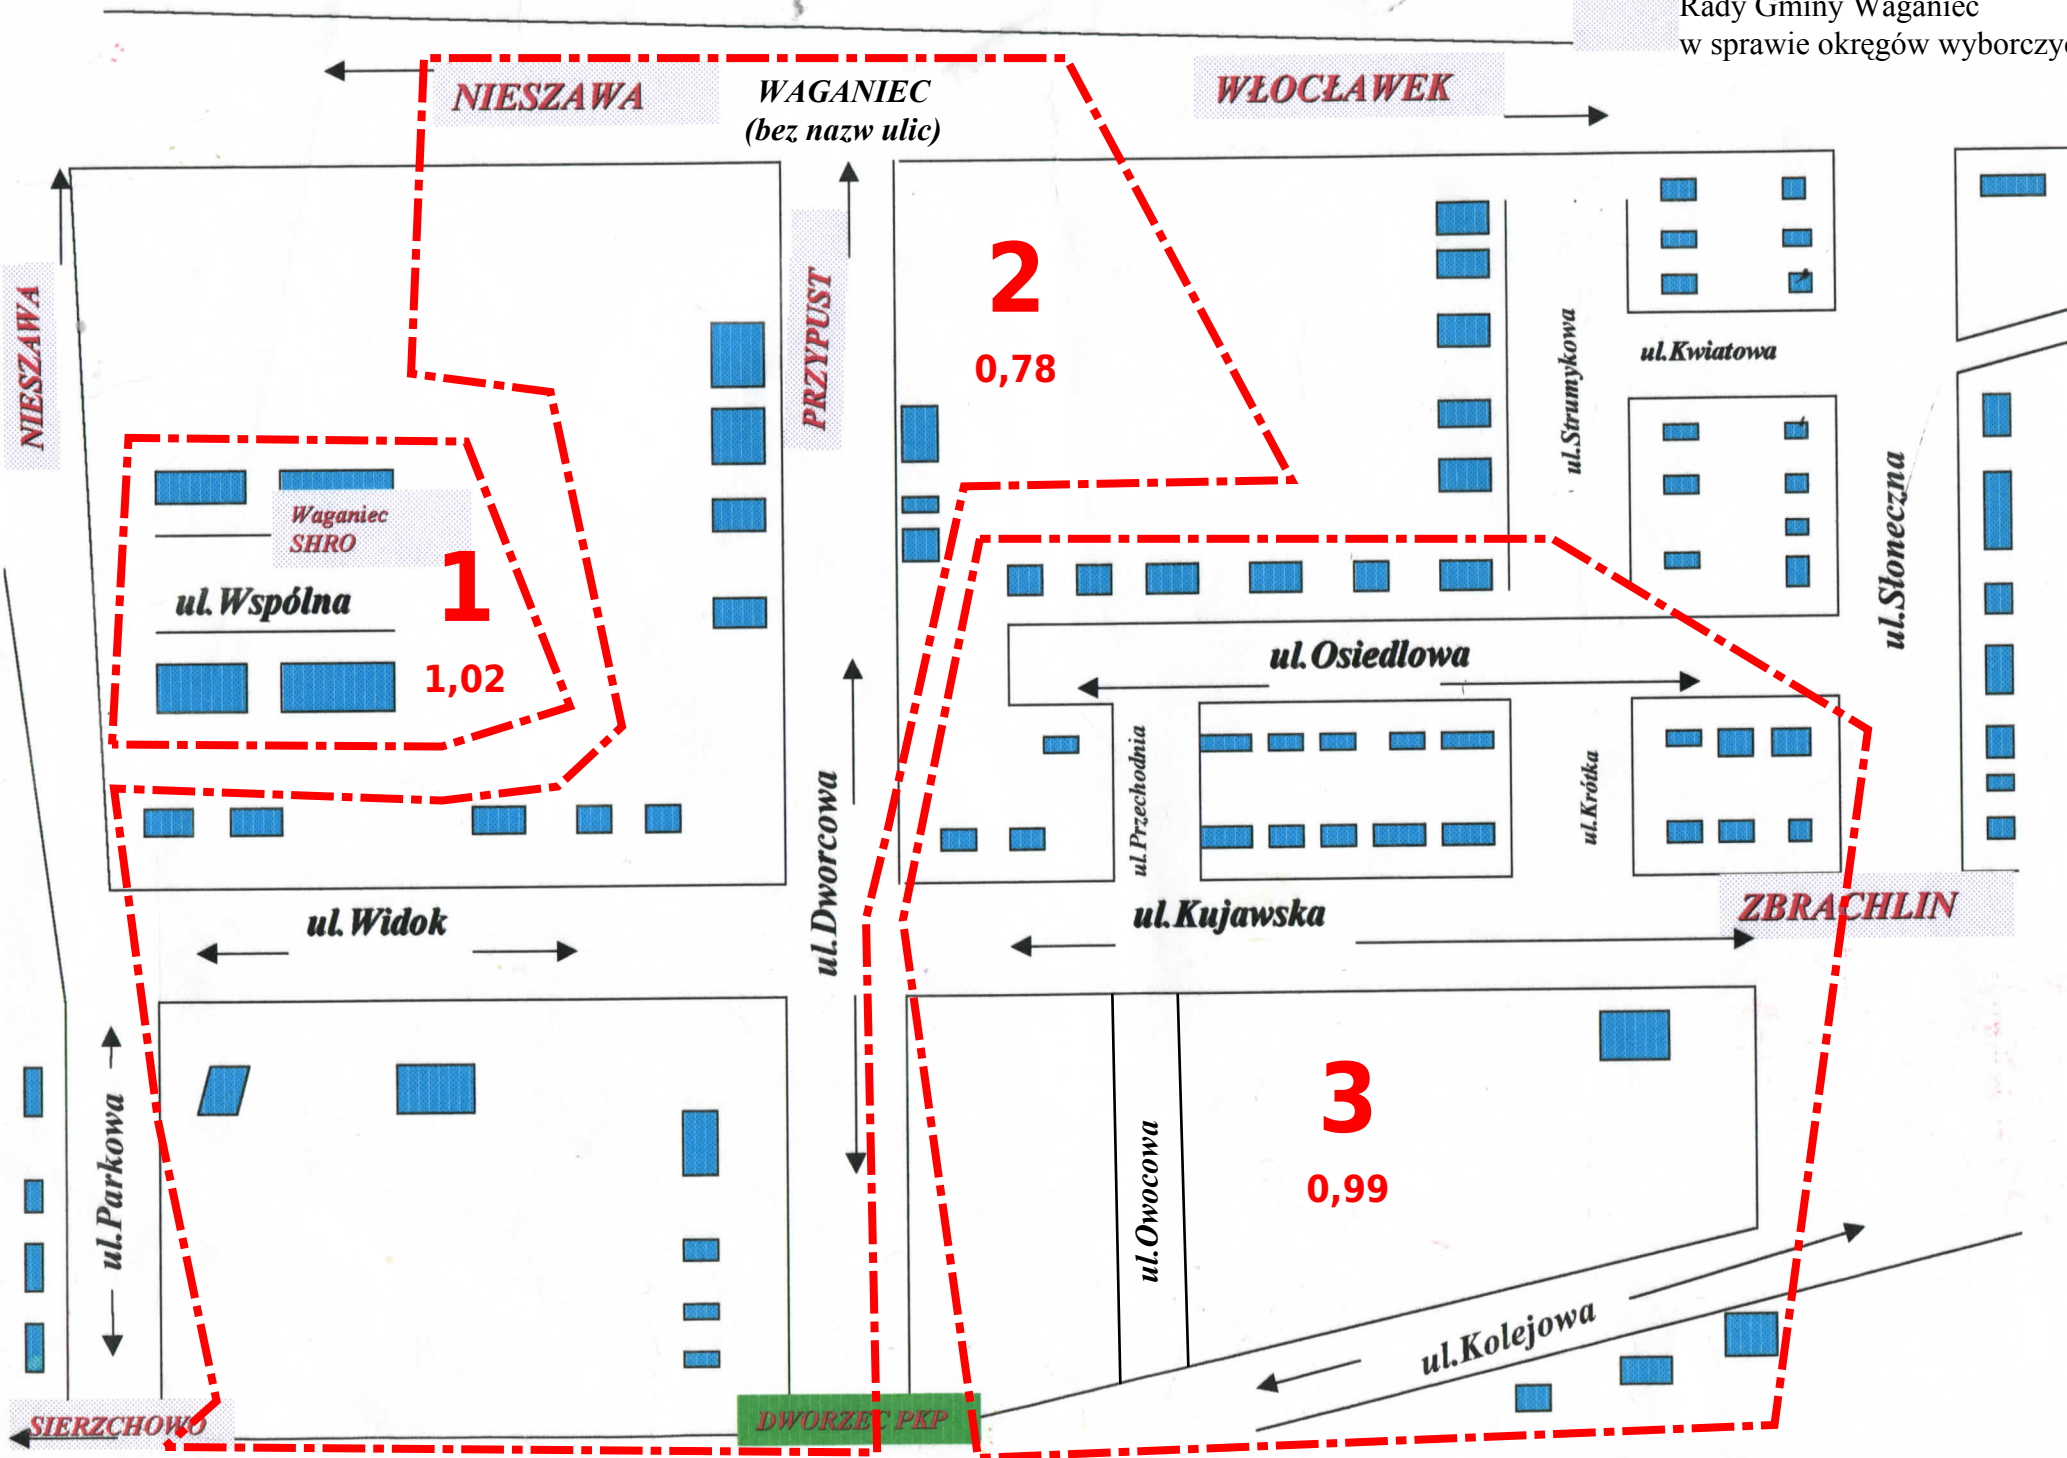 Rady Gminy Waganiec
w sprawie okręgów wyborczyc
NIESZAWA
WAGANIEC
(bez nazw ulic)
WŁOCŁAWEK
NIESZAWA
PRZYPUST
2
0,78
ul.Strumykowa
ul.Kwiatowa
ul.Słoneczna
Waganiec
SHRO
1
ul.Wspólna
1,02
ul.Osiedlowa
ul.Przechodnia
ul.Krótka
ul.Dworcowa
ul.Widok
ul.Kujawska
ZBRACHLIN
ul.Parkowa
3
0,99
ul.Owocowa
ul.Kolejowa
SIERZCHOWO
DWORZEC PKP